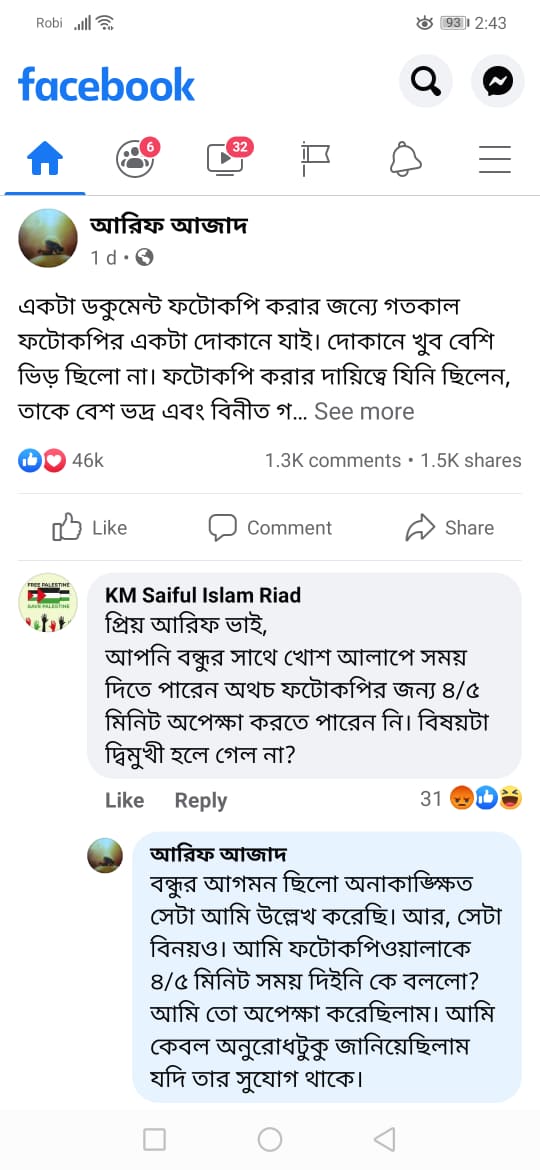 Robi 93 2:43
facebook
6 32
আরিফ আজাদ
1 d
একটা ডকুমেন্ট ফটোকপি করার জন্যে গতকাল
ফটোকপির একটা দোকানে যাই। দোকানে খুব বেশি
ভিড় ছিলো না। ফটোকপি করার দায়িত্বে যিনি ছিলেন,
তাকে বেশ ভদ্র এবং বিনীত গ... See more
46k 1.3K comments • 1.5K shares
Like Comment Share
FREE PALESTINE
SAVE PALESTINE
KM Saiful Islam Riad
প্রিয় আরিফ ভাই,
আপনি বন্ধুর সাথে খোশ আলাপে সময়
দিতে পারেন অথচ ফটোকপির জন্য ৪/৫
মিনিট অপেক্ষা করতে পারেন নি। বিষয়টা
দ্বিমুখী হলে গেল না?
Like Reply 31
আরিফ আজাদ
বন্ধুর আগমন ছিলো অনাকাঙ্ক্ষিত
সেটা আমি উল্লেখ করেছি। আর, সেটা
বিনয়ও। আমি ফটোকপিওয়ালাকে
৪/৫ মিনিট সময় দিইনি কে বললো?
আমি তো অপেক্ষা করেছিলাম। আমি
কেবল অনুরোধটুকু জানিয়েছিলাম
যদি তার সুযোগ থাকে।